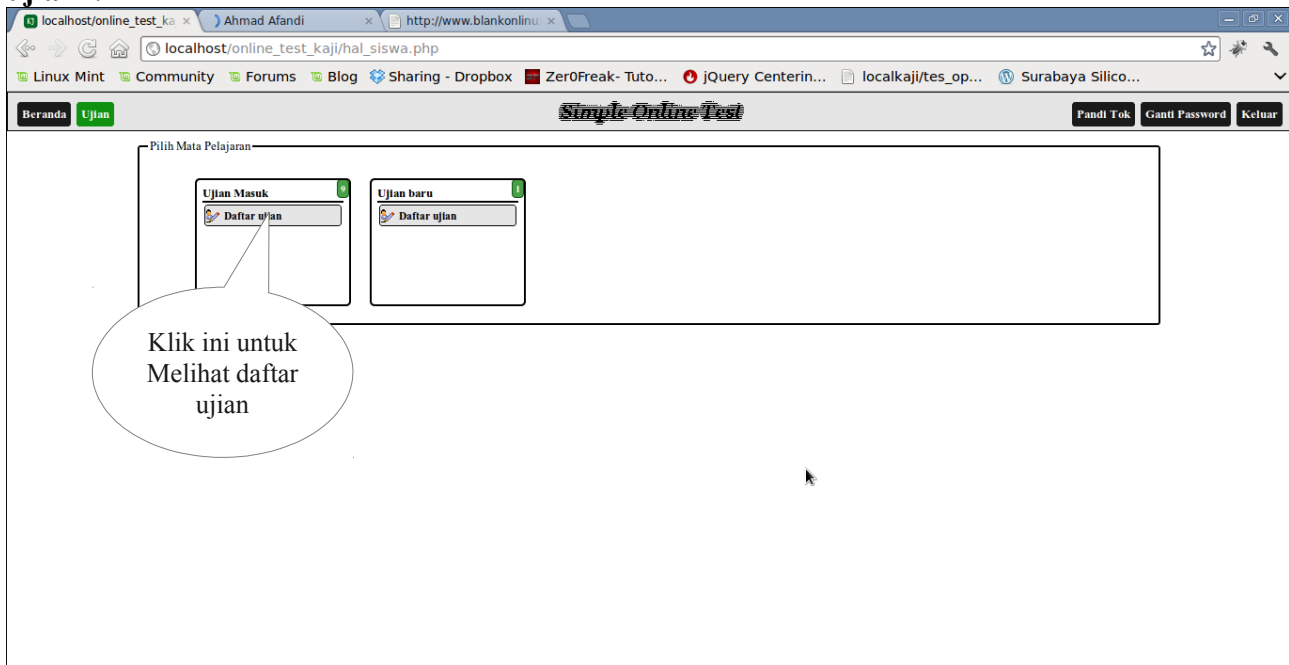 localhost/online_test_ka
Ahmad Afandi
http://www.blankonlinu
localhost/online_test_kaji/hal_siswa.php
Linux Mint Community Forums Blog Sharing - Dropbox Zer0Freak- Tuto... jQuery Centerin... localkaji/tes_op... Surabaya Silico...
Beranda Ujian Simple Online Test Pandi Tok Ganti Password Keluar
Pilih Mata Pelajaran
Ujian Masuk 9
Daftar ujian
Ujian baru 1
Daftar ujian
Klik ini untuk
Melihat daftar
ujian